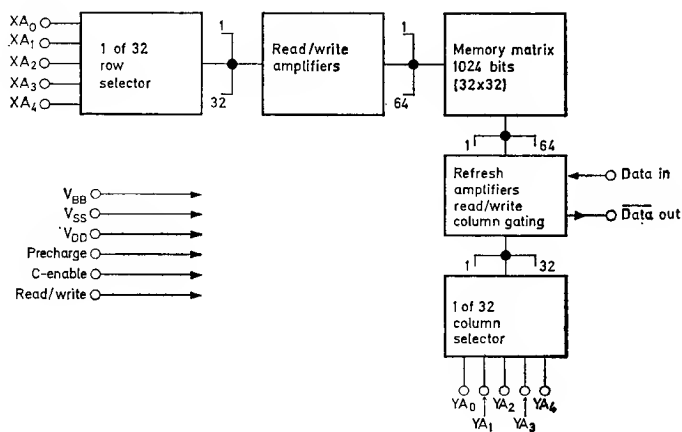 XA0
XA1
XA2
XA3
XA4
1 of 32
row
selector
1
32
Read/write
amplifiers
1
64
Memory matrix
1024 bits
(32x32)
1
64
Refresh
amplifiers
read/write
column gating
Data in
Data out
1
32
1 of 32
column
selector
YA0
YA1
YA2
YA3
YA4
VBB
VSS
VDD
Precharge
C-enable
Read/write